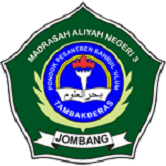 MADRASAH ALIYAH NEGERI 3
PONDOK PESANTREN BAHRUL 'ULUM
بحر العلوم
TAMBAKBERAS
JOMBANG